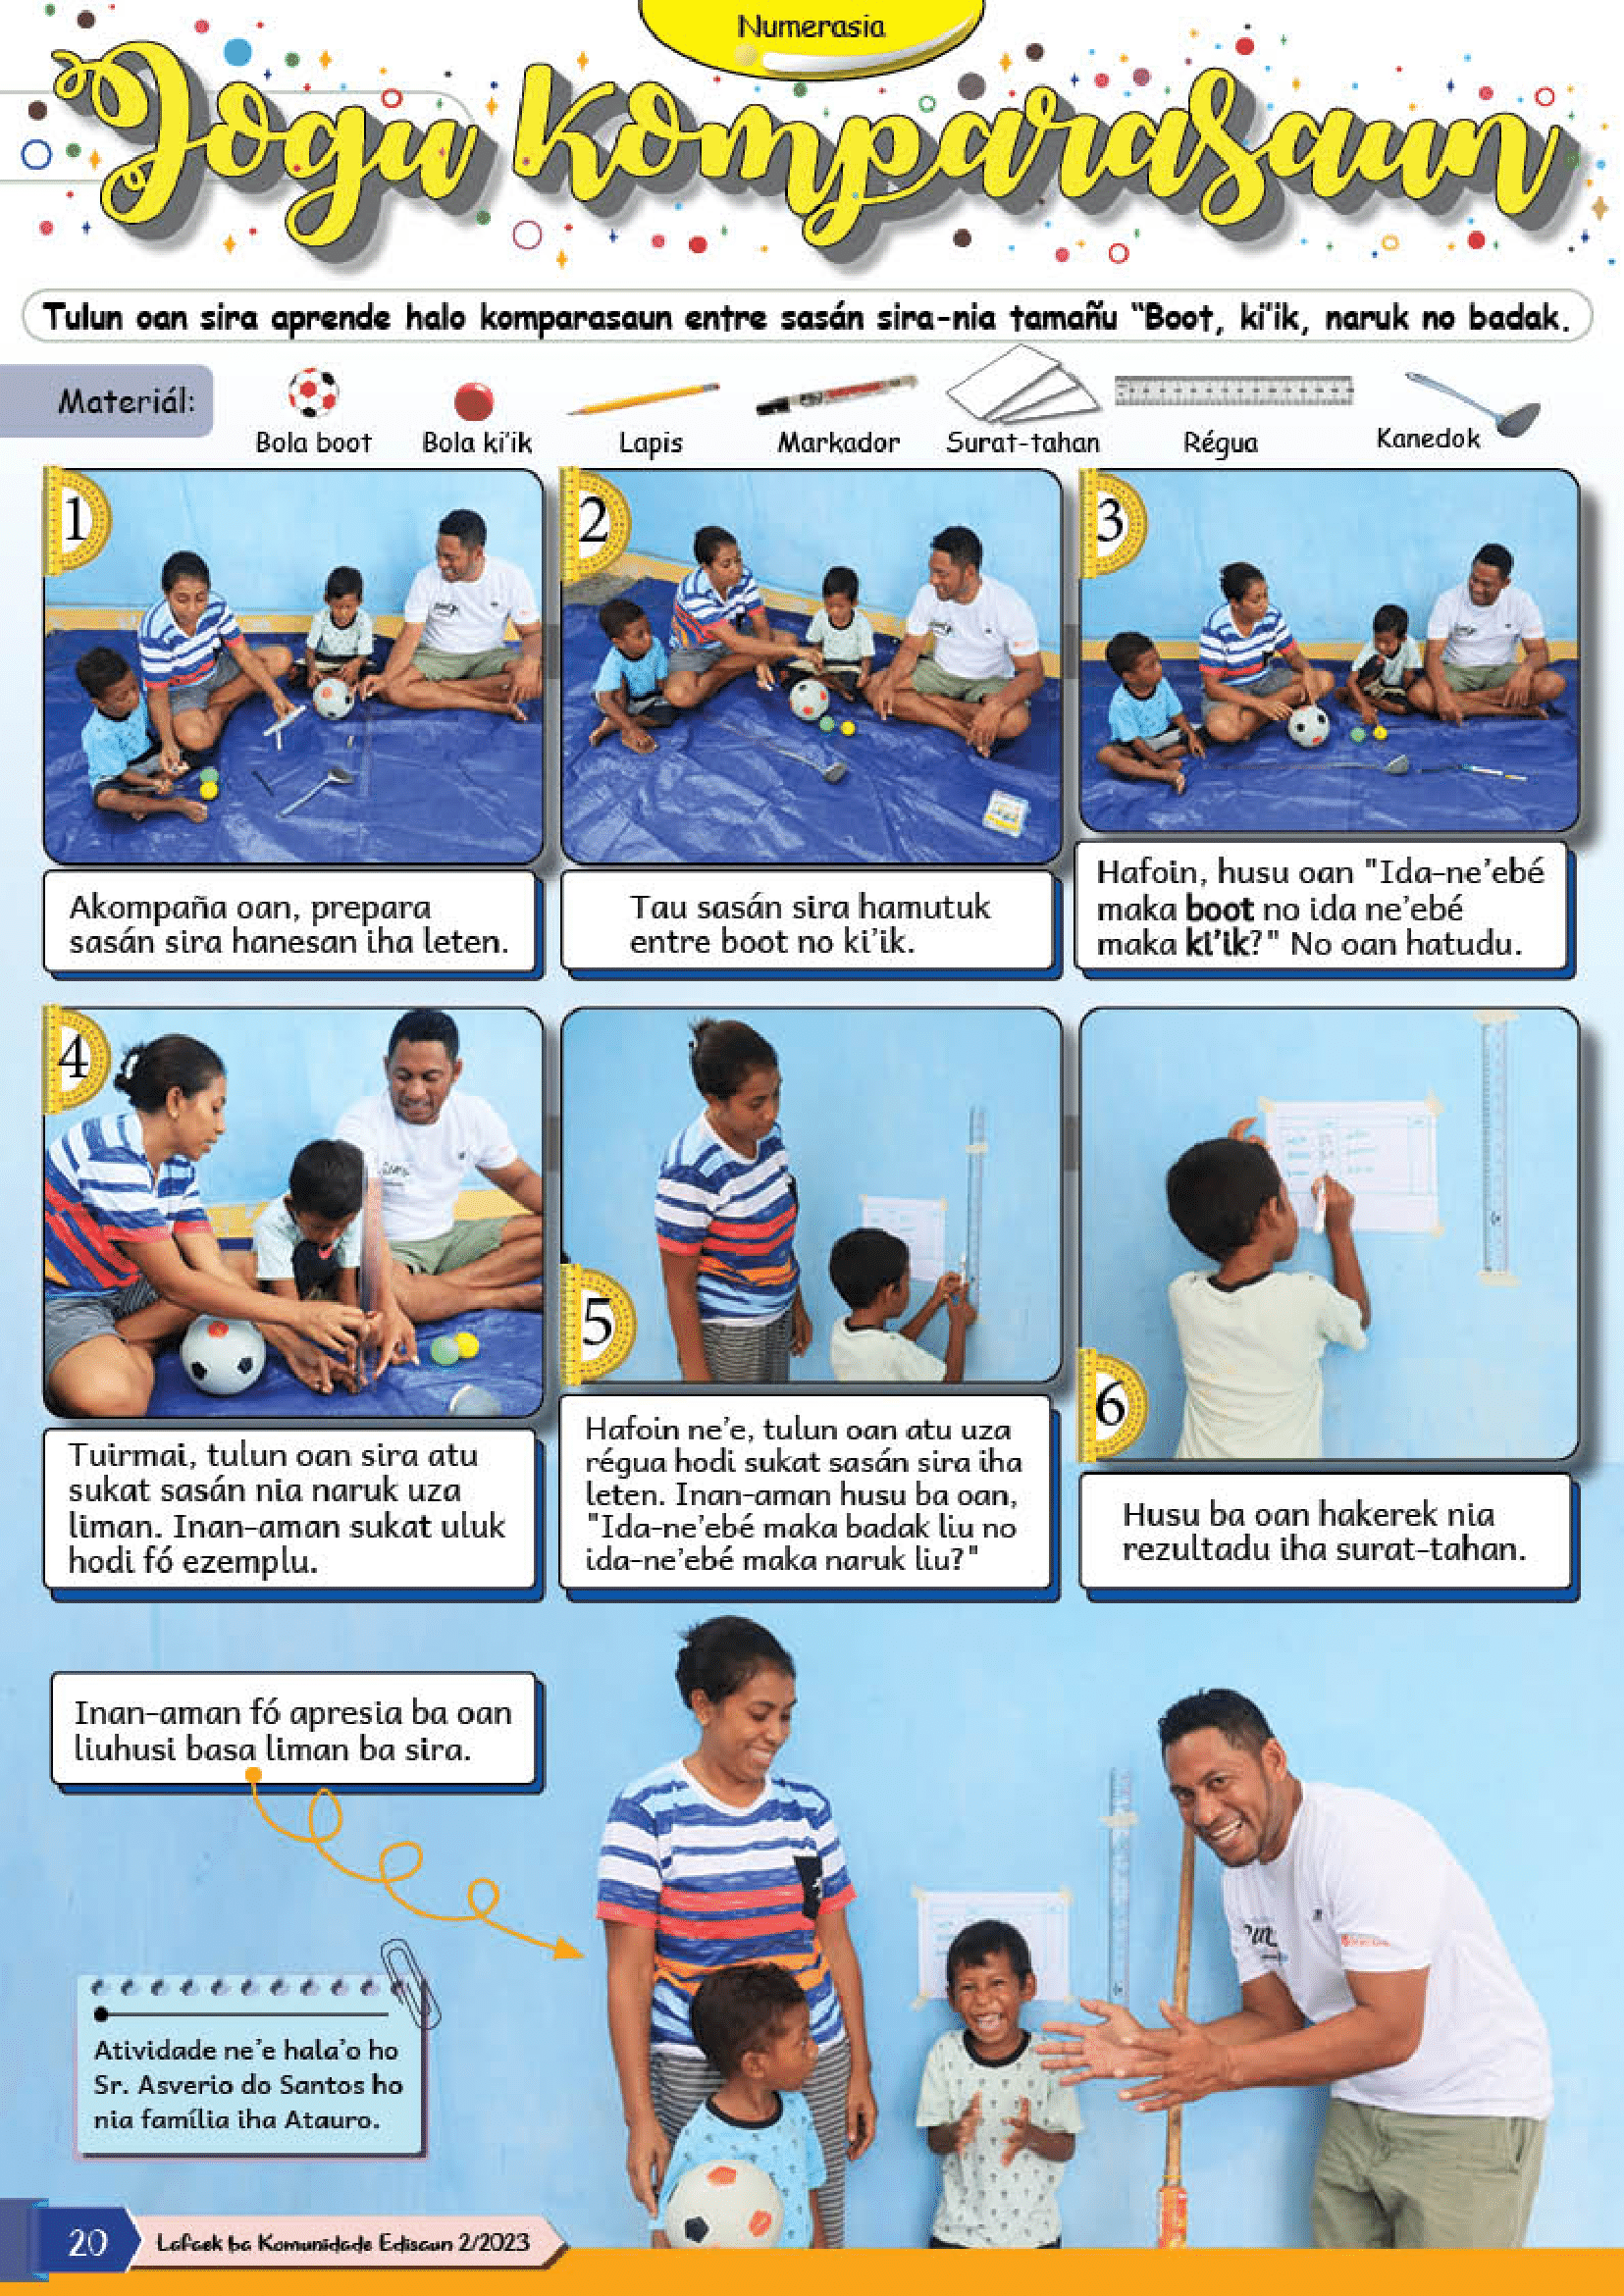 Numerasia
Jogu komparasaun
Tulun oan sira aprende halo komparasaun entre sasán sira-nia tamañu “Boot, ki'ik, naruk no badak.
Materiál:
Bola boot
Bola ki'ik
Lapis
Markador
Surat-tahan
Régua
Kanedok
1
Akompaña oan, prepara
sasán sira hanesan iha leten.
2
Tau sasán sira hamutuk
entre boot no ki'ik.
3
Hafoin, husu oan "Ida-ne'ebé
maka boot no ida ne'ebé
maka ki'ik?" No oan hatudu.
4
Tuirmai, tulun oan sira atu
sukat sasán nia naruk uza
liman. Inan-aman sukat uluk
hodi fó ezemplu.
5
Hafoin ne'e, tulun oan atu uza
régua hodi sukat sasán sira iha
leten. Inan-aman husu ba oan,
"Ida-ne'ebé maka badak liu no
ida-ne'ebé maka naruk liu?"
6
Husu ba oan hakerek nia
rezultadu iha surat-tahan.
Inan-aman fó apresia ba oan
liuhusi basa liman ba sira.
Atividade ne'e hala'o ho
Sr. Asverio do Santos ho
nia família iha Atauro.
20
Lafaek ba Komunidade Edisaun 2/2023